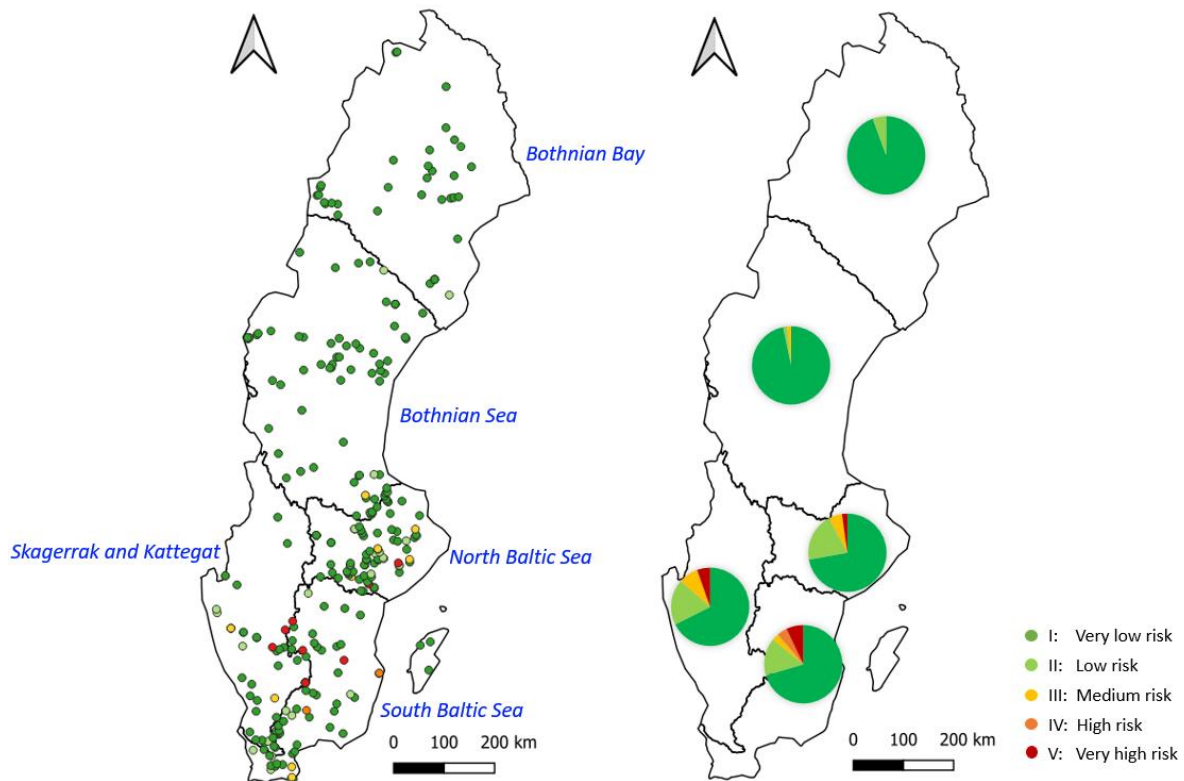 Bothnian Bay
Bothnian Sea
Skagerrak and Kattegat
North Baltic Sea
South Baltic Sea
0 100 200 km
0 100 200 km
I: Very low risk
II: Low risk
III: Medium risk
IV: High risk
V: Very high risk